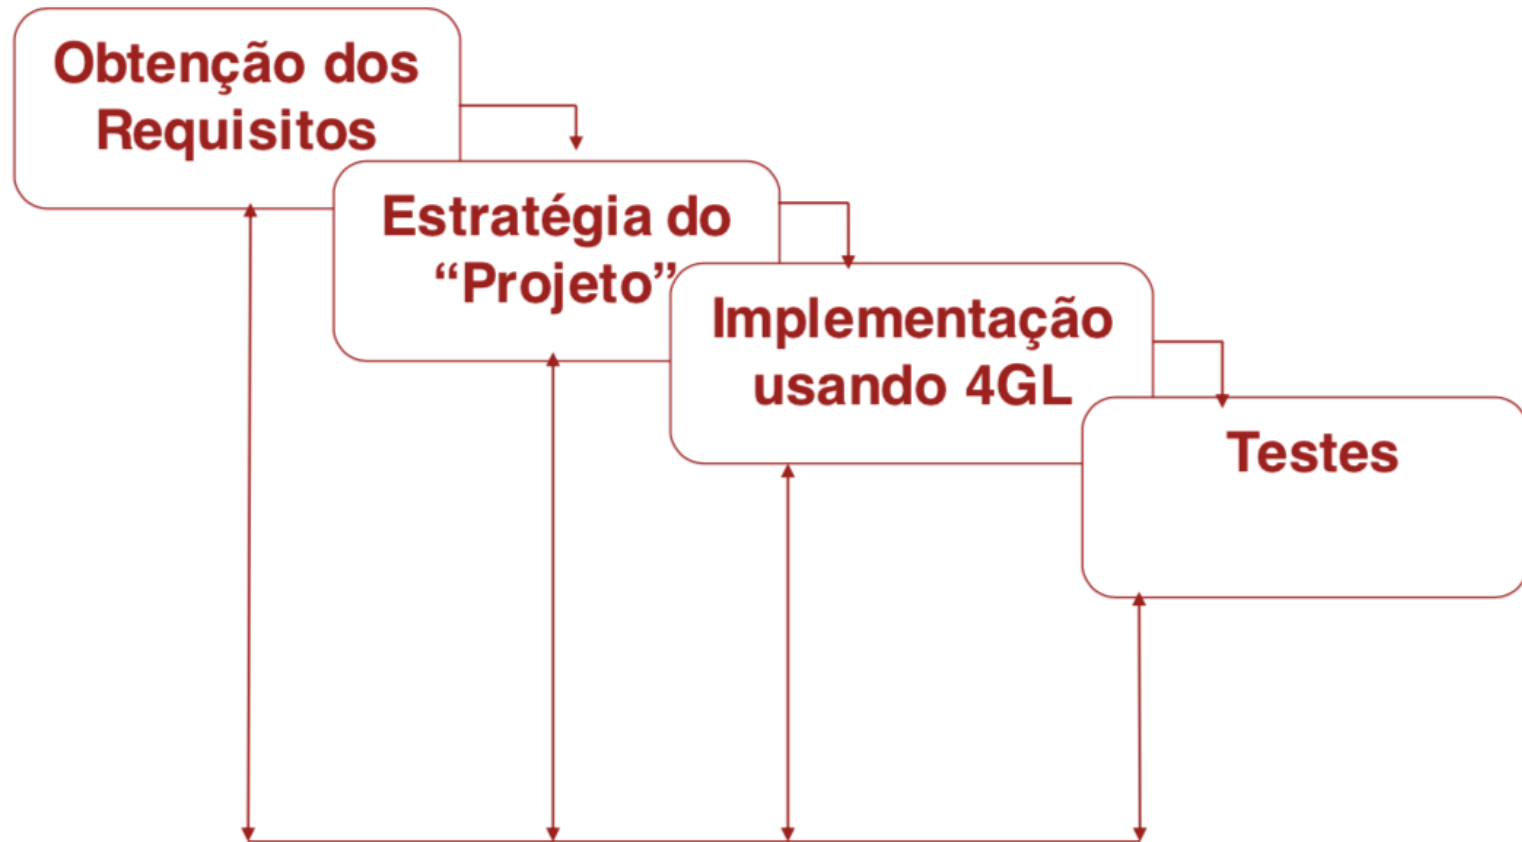 Obtenção dos
Requisitos
Estratégia do
“Projeto”
Implementação
usando 4GL
Testes